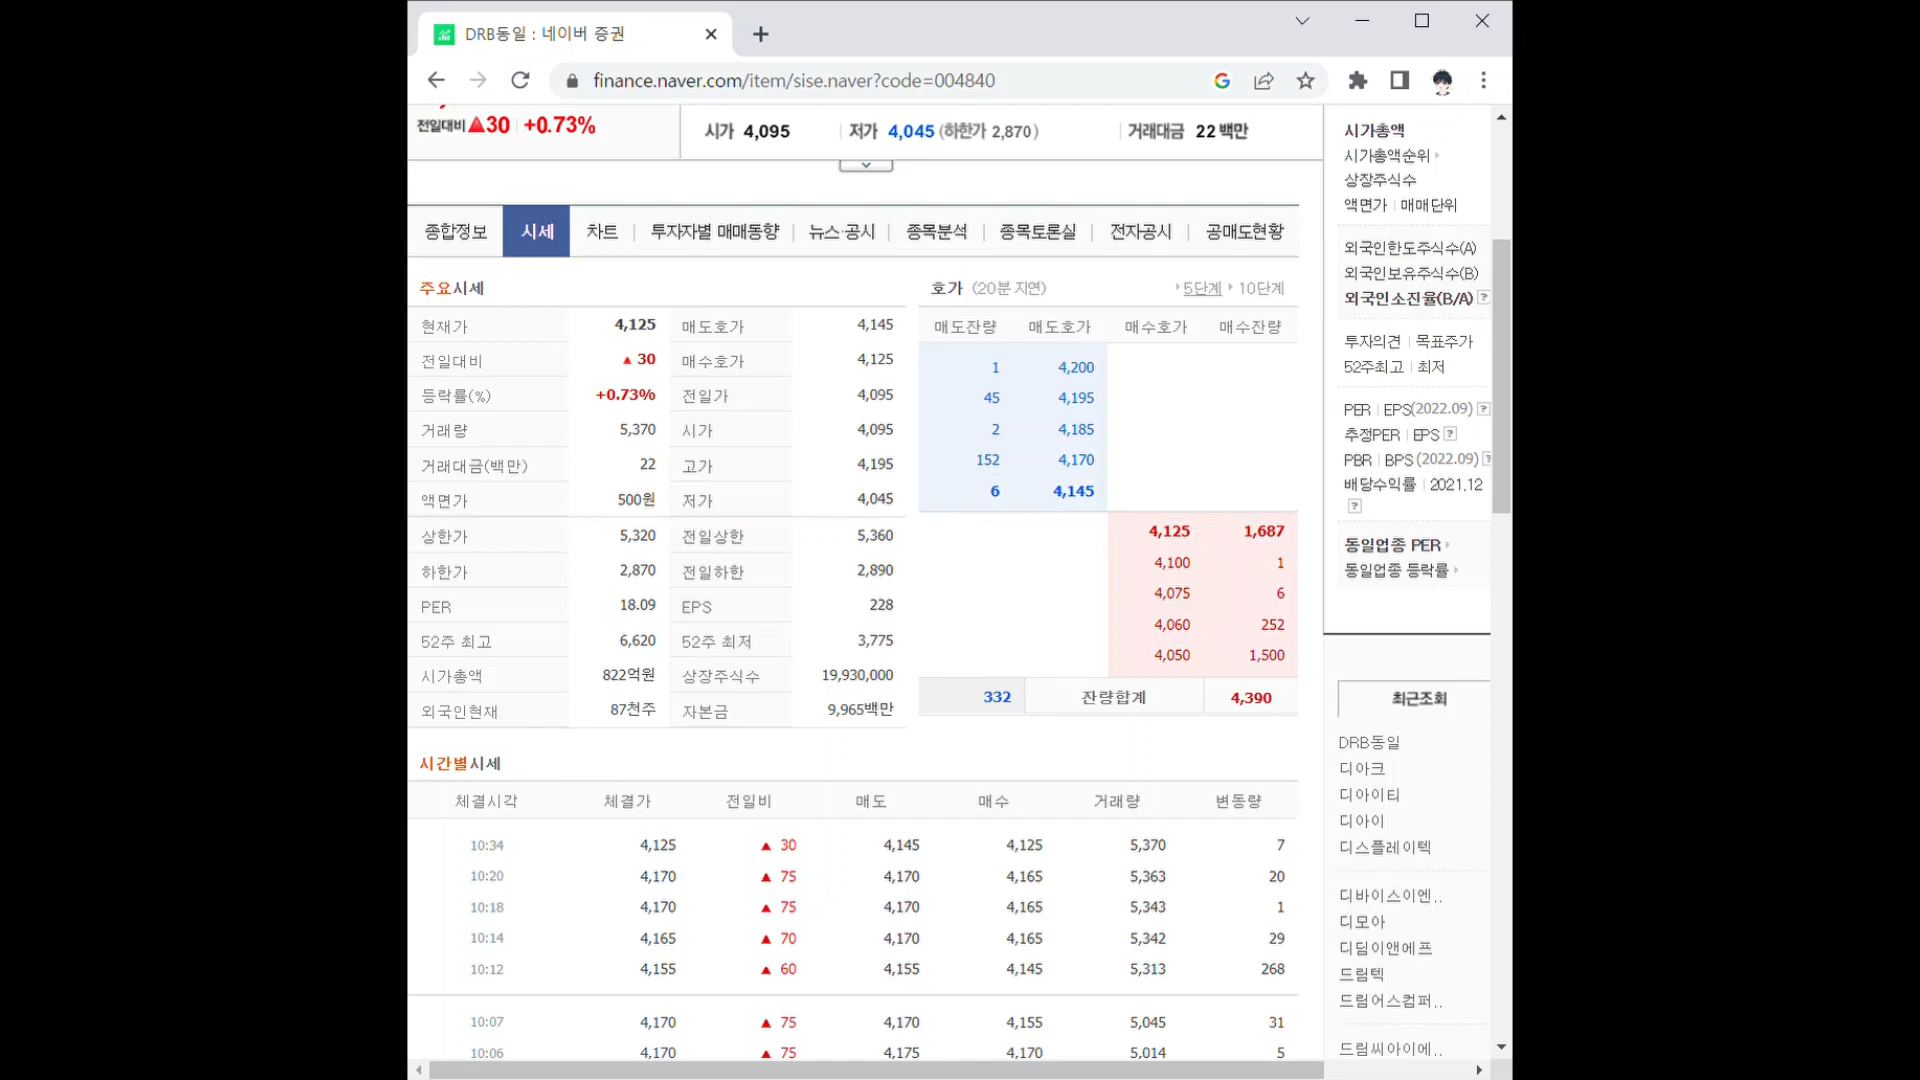 DRB동일 : 네이버 증권
finance.naver.com/item/sise.naver?code=004840
전일대비 ▲30 +0.73%
시가 4,095 저가 4,045 (하한가 2,870) 거래대금 22 백만
종합정보 시세 차트 투자자별 매매동향 뉴스·공시 종목분석 종목토론실 전자공시 공매도현황
주요시세
현재가 4,125 매도호가 4,145
전일대비 ▲ 30 매수호가 4,125
등락률(%) +0.73% 전일가 4,095
거래량 5,370 시가 4,095
거래대금(백만) 22 고가 4,195
액면가 500원 저가 4,045
상한가 5,320 전일상한 5,360
하한가 2,870 전일하한 2,890
PER 18.09 EPS 228
52주 최고 6,620 52주 최저 3,775
시가총액 822억원 상장주식수 19,930,000
외국인현재 87천주 자본금 9,965백만
호가 (20분 지연) 5단계 10단계
매도잔량 매도호가 매수호가 매수잔량
1 4,200
45 4,195
2 4,185
152 4,170
6 4,145
4,125 1,687
4,100 1
4,075 6
4,060 252
4,050 1,500
332 잔량합계 4,390
시간별시세
체결시각 체결가 전일비 매도 매수 거래량 변동량
10:34 4,125 ▲ 30 4,145 4,125 5,370 7
10:20 4,170 ▲ 75 4,170 4,165 5,363 20
10:18 4,170 ▲ 75 4,170 4,165 5,343 1
10:14 4,165 ▲ 70 4,170 4,165 5,342 29
10:12 4,155 ▲ 60 4,155 4,145 5,313 268
10:07 4,170 ▲ 75 4,170 4,155 5,045 31
10:06 4,170 ▲ 75 4,175 4,170 5,014 5
시가총액
시가총액순위
상장주식수
액면가 매매단위
외국인한도주식수(A)
외국인보유주식수(B)
외국인소진율(B/A) ?
투자의견 목표주가
52주최고 최저
PER EPS(2022.09) ?
추정PER EPS ?
PBR BPS (2022.09) ?
배당수익률 2021.12
?
동일업종 PER
동일업종 등락률
최근조회
DRB동일
디아크
디아이티
디아이
디스플레이텍
디바이스이엔..
디모아
디딤이앤에프
드림텍
드림어스컴퍼..
드림씨아이에..